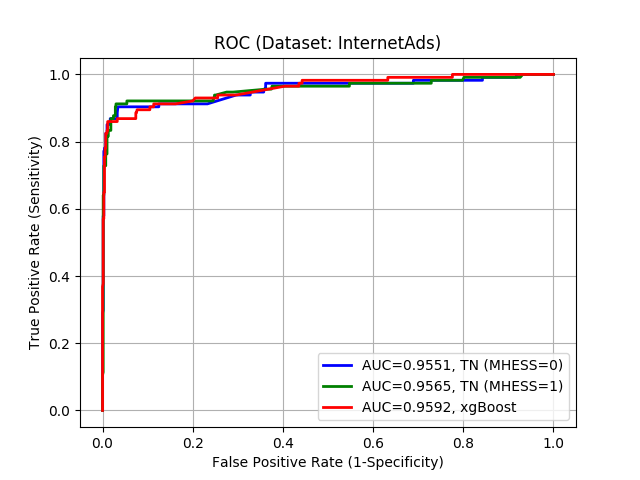 ROC (Dataset: InternetAds)
True Positive Rate (Sensitivity)
1.0
0.8
0.6
0.4
0.2
0.0
AUC=0.9551, TN (MHESS=0)
AUC=0.9565, TN (MHESS=1)
AUC=0.9592, xgBoost
0.0 0.2 0.4 0.6 0.8 1.0
False Positive Rate (1-Specificity)